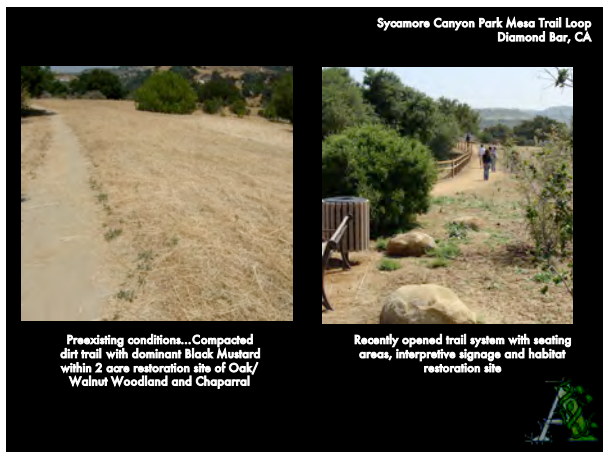 Sycamore Canyon Park Mesa Trail Loop
Diamond Bar, CA
Preexisting conditions...Compacted
dirt trail with dominant Black Mustard
within 2 acre restoration site of Oak/
Walnut Woodland and Chaparral
Recently opened trail system with seating
areas, interpretive signage and habitat
restoration site